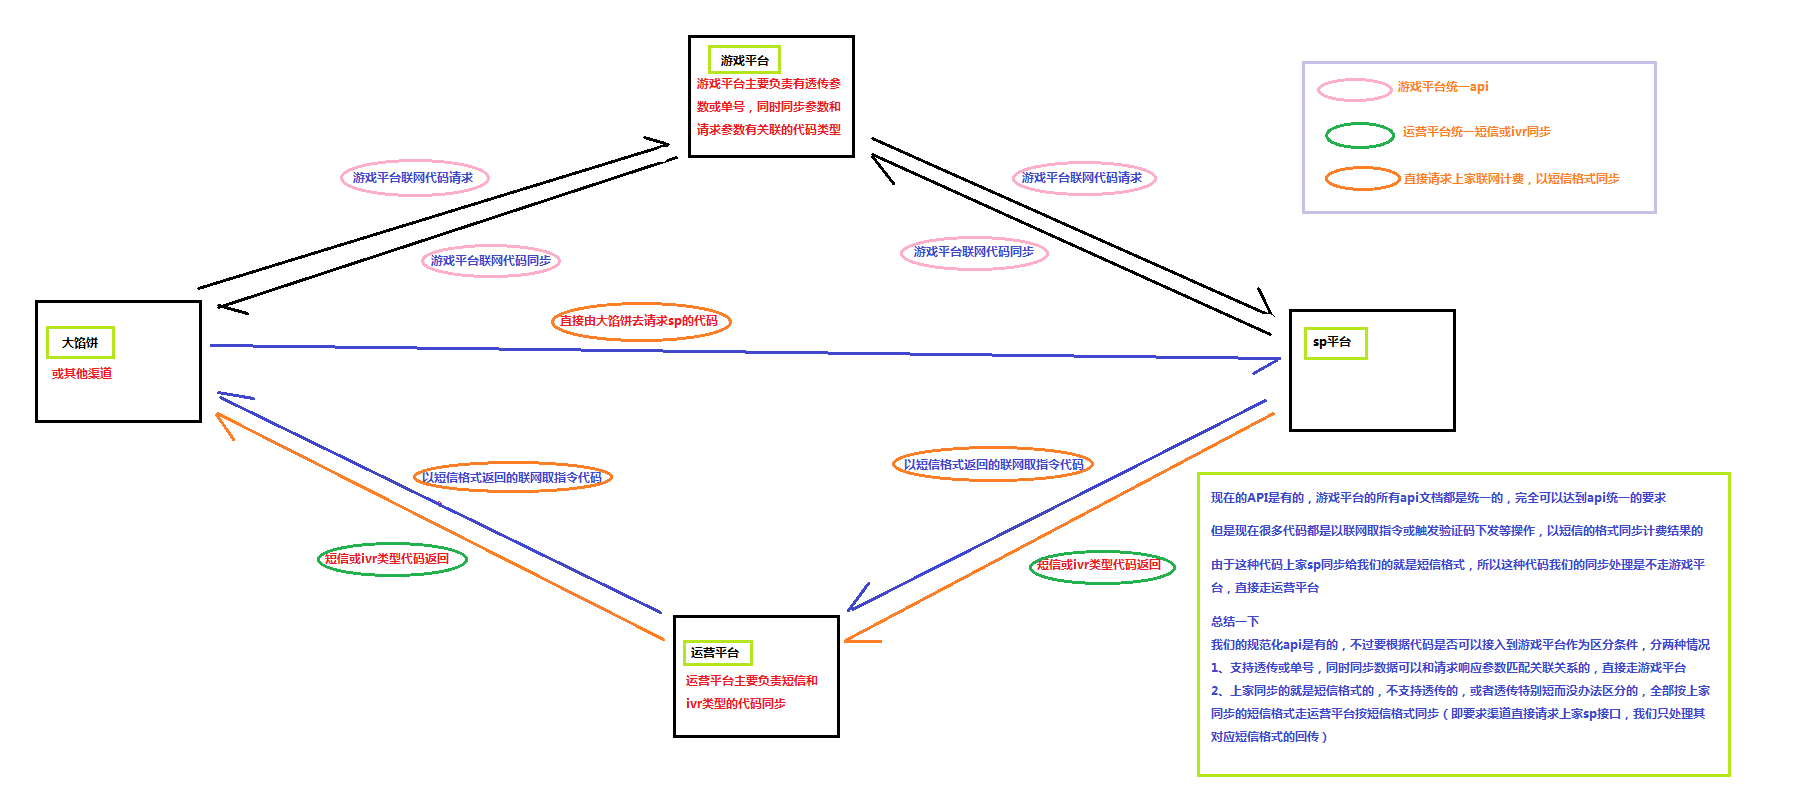 游戏平台
游戏平台主要负责有透传参
数或单号，同时同步参数和
请求参数有关联的代码类型
游戏平台统一api
运营平台统一短信或ivr同步
直接请求上家联网计费，以短信格式同步
游戏平台联网代码请求
游戏平台联网代码请求
游戏平台联网代码同步
游戏平台联网代码同步
直接由大馅饼去请求sp的代码
大馅饼
或其他渠道
sp平台
以短信格式返回的联网取指令代码
以短信格式返回的联网取指令代码
短信或ivr类型代码返回
短信或ivr类型代码返回
运营平台
运营平台主要负责短信和
ivr类型的代码同步
现在的API是有的，游戏平台的所有api文档都是统一的，完全可以达到api统一的要求
但是现在很多代码都是以联网取指令或触发验证码下发等操作，以短信的格式同步计费结果的
由于这种代码上家sp同步给我们的就是短信格式，所以这种代码我们的同步处理是不走游戏平
台，直接走运营平台
总结一下
我们的规范化api是有的，不过要根据代码是否可以接入到游戏平台作为区分条件，分两种情况
1、支持透传或单号，同时同步数据可以和请求响应参数匹配关联关系的，直接走游戏平台
2、上家同步的就是短信格式的，不支持透传的，或者透传特别短而没办法区分的，全部按上家
同步的短信格式走运营平台按短信格式同步（即要求渠道直接请求上家sp接口，我们只处理其
对应短信格式的回传）